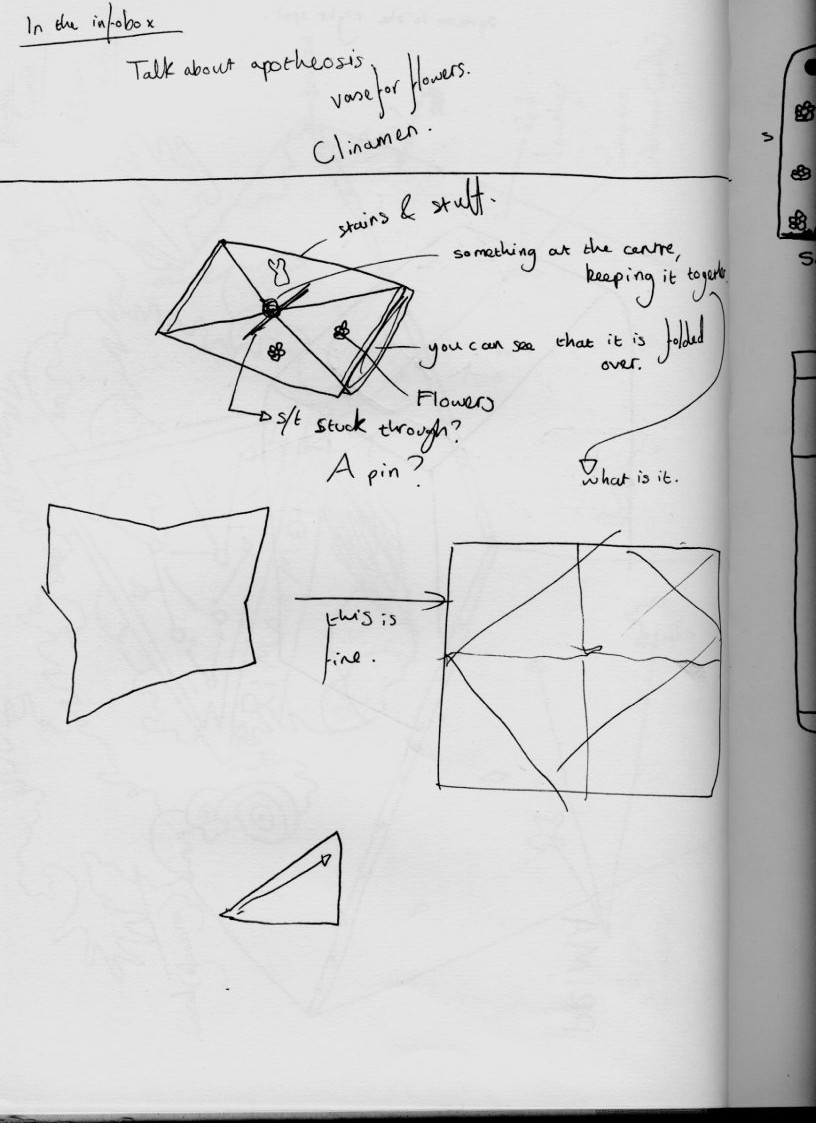 In the infobox
Talk about apotheosis.
vase for flowers.
Clinamen.
stains & stuff.
something at the centre,
keeping it together.
you can see that it is folded
over.
Flowers
s/t stuck through?
A pin?
what is it.
this is
fine.
s
S